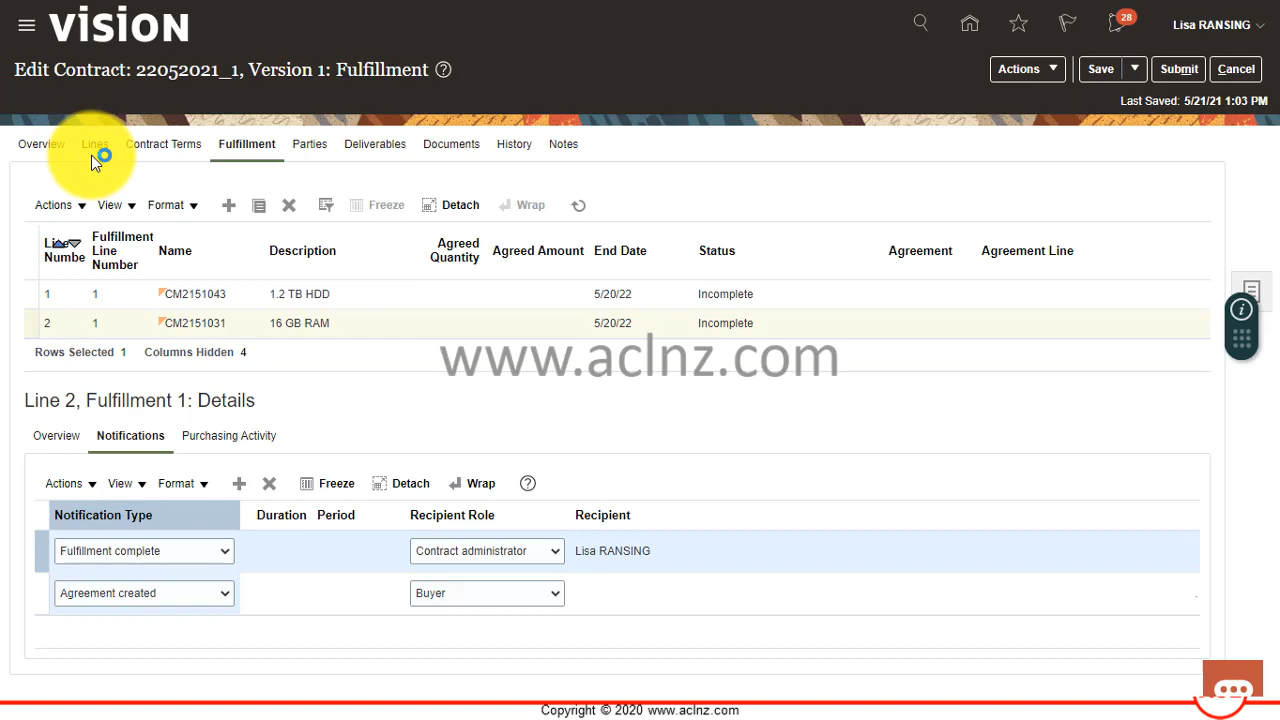 vision
28
Lisa RANSING
Edit Contract: 22052021_1, Version 1: Fulfillment ?
Actions Save Submit Cancel
Last Saved: 5/21/21 1:03 PM
Overview Lines Contract Terms Fulfillment Parties Deliverables Documents History Notes
Actions View Format Freeze Detach Wrap
Line Numbe Fulfillment Line Number Name Description Agreed Quantity Agreed Amount End Date Status Agreement Agreement Line
1 1 CM2151043 1.2 TB HDD 5/20/22 Incomplete
2 1 CM2151031 16 GB RAM 5/20/22 Incomplete
Rows Selected 1 Columns Hidden 4
www.aclnz.com
Line 2, Fulfillment 1: Details
Overview Notifications Purchasing Activity
Actions View Format Freeze Detach Wrap ?
Notification Type Duration Period Recipient Role Recipient
Fulfillment complete Contract administrator Lisa RANSING
Agreement created Buyer
Copyright © 2020 www.aclnz.com